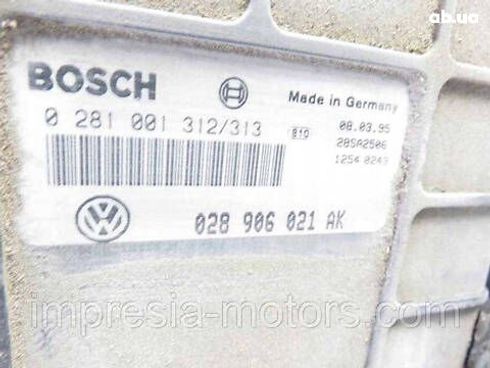 ab.ua
BOSCH
Made in Germany
0 281 001 312/313
810
08.03.95
28SA2506
1254 0243
028 906 021 AK
impresia-motors.com